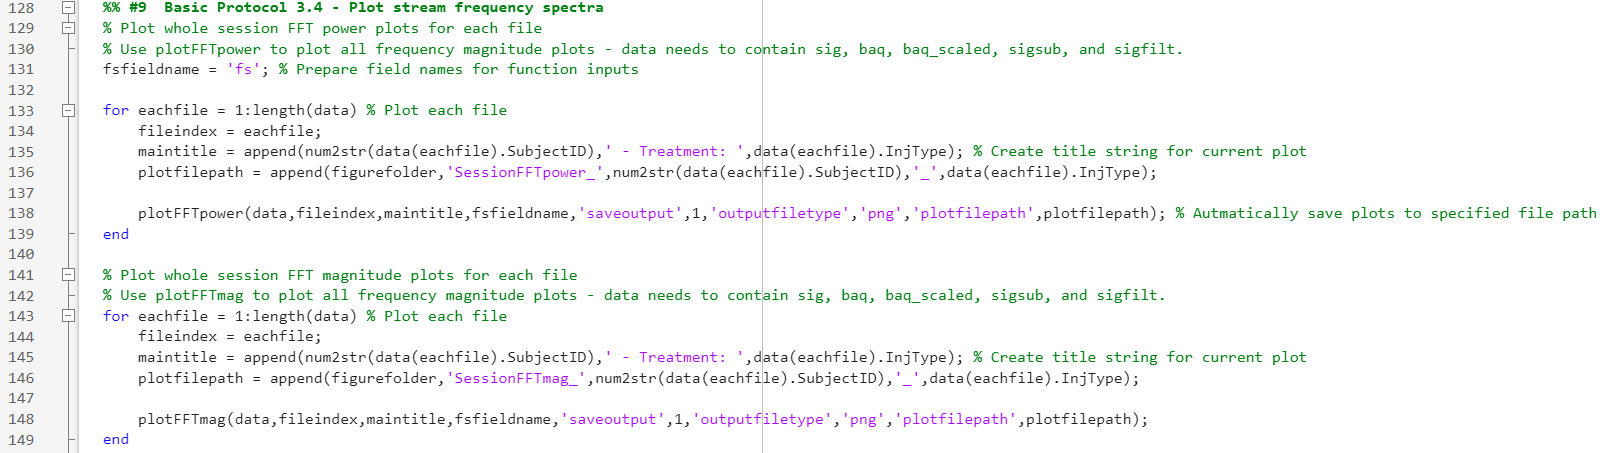 128 %% #9  Basic Protocol 3.4 - Plot stream frequency spectra
129 % Plot whole session FFT power plots for each file
130 % Use plotFFTpower to plot all frequency magnitude plots - data needs to contain sig, baq, baq_scaled, sigsub, and sigfilt.
131 fsfieldname = 'fs'; % Prepare field names for function inputs
132
133 for eachfile = 1:length(data) % Plot each file
134     fileindex = eachfile;
135     maintitle = append(num2str(data(eachfile).SubjectID),' - Treatment: ',data(eachfile).InjType); % Create title string for current plot
136     plotfilepath = append(figurefolder,'SessionFFTpower_',num2str(data(eachfile).SubjectID),'_',data(eachfile).InjType);
137
138     plotFFTpower(data,fileindex,maintitle,fsfieldname,'saveoutput',1,'outputfiletype','png','plotfilepath',plotfilepath); % Autmatically save plots to specified file path
139 end
140
141 % Plot whole session FFT magnitude plots for each file
142 % Use plotFFTmag to plot all frequency magnitude plots - data needs to contain sig, baq, baq_scaled, sigsub, and sigfilt.
143 for eachfile = 1:length(data) % Plot each file
144     fileindex = eachfile;
145     maintitle = append(num2str(data(eachfile).SubjectID),' - Treatment: ',data(eachfile).InjType); % Create title string for current plot
146     plotfilepath = append(figurefolder,'SessionFFTmag_',num2str(data(eachfile).SubjectID),'_',data(eachfile).InjType);
147
148     plotFFTmag(data,fileindex,maintitle,fsfieldname,'saveoutput',1,'outputfiletype','png','plotfilepath',plotfilepath);
149 end